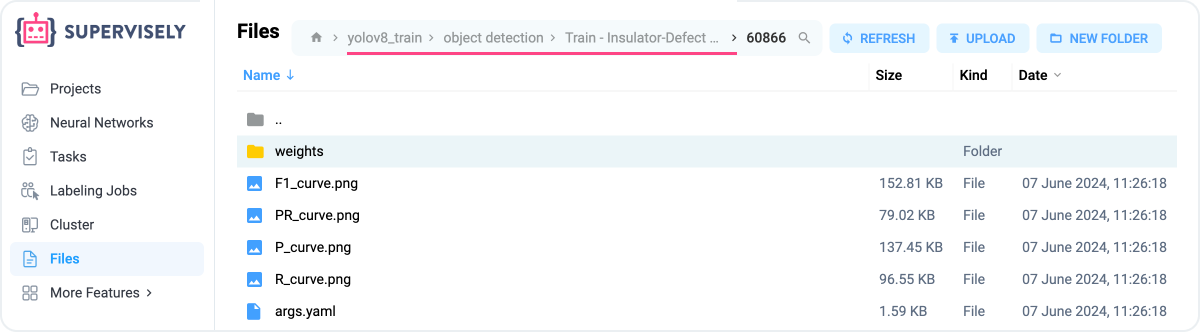 SUPERVISELY
Projects
Neural Networks
Tasks
Labeling Jobs
Cluster
Files
More Features
Files yolov8_train object detection Train - Insulator-Defect ... 60866 REFRESH UPLOAD NEW FOLDER
Name Size Kind Date
..
weights Folder
F1_curve.png 152.81 KB File 07 June 2024, 11:26:18
PR_curve.png 79.02 KB File 07 June 2024, 11:26:18
P_curve.png 137.45 KB File 07 June 2024, 11:26:18
R_curve.png 96.55 KB File 07 June 2024, 11:26:18
args.yaml 1.59 KB File 07 June 2024, 11:26:18